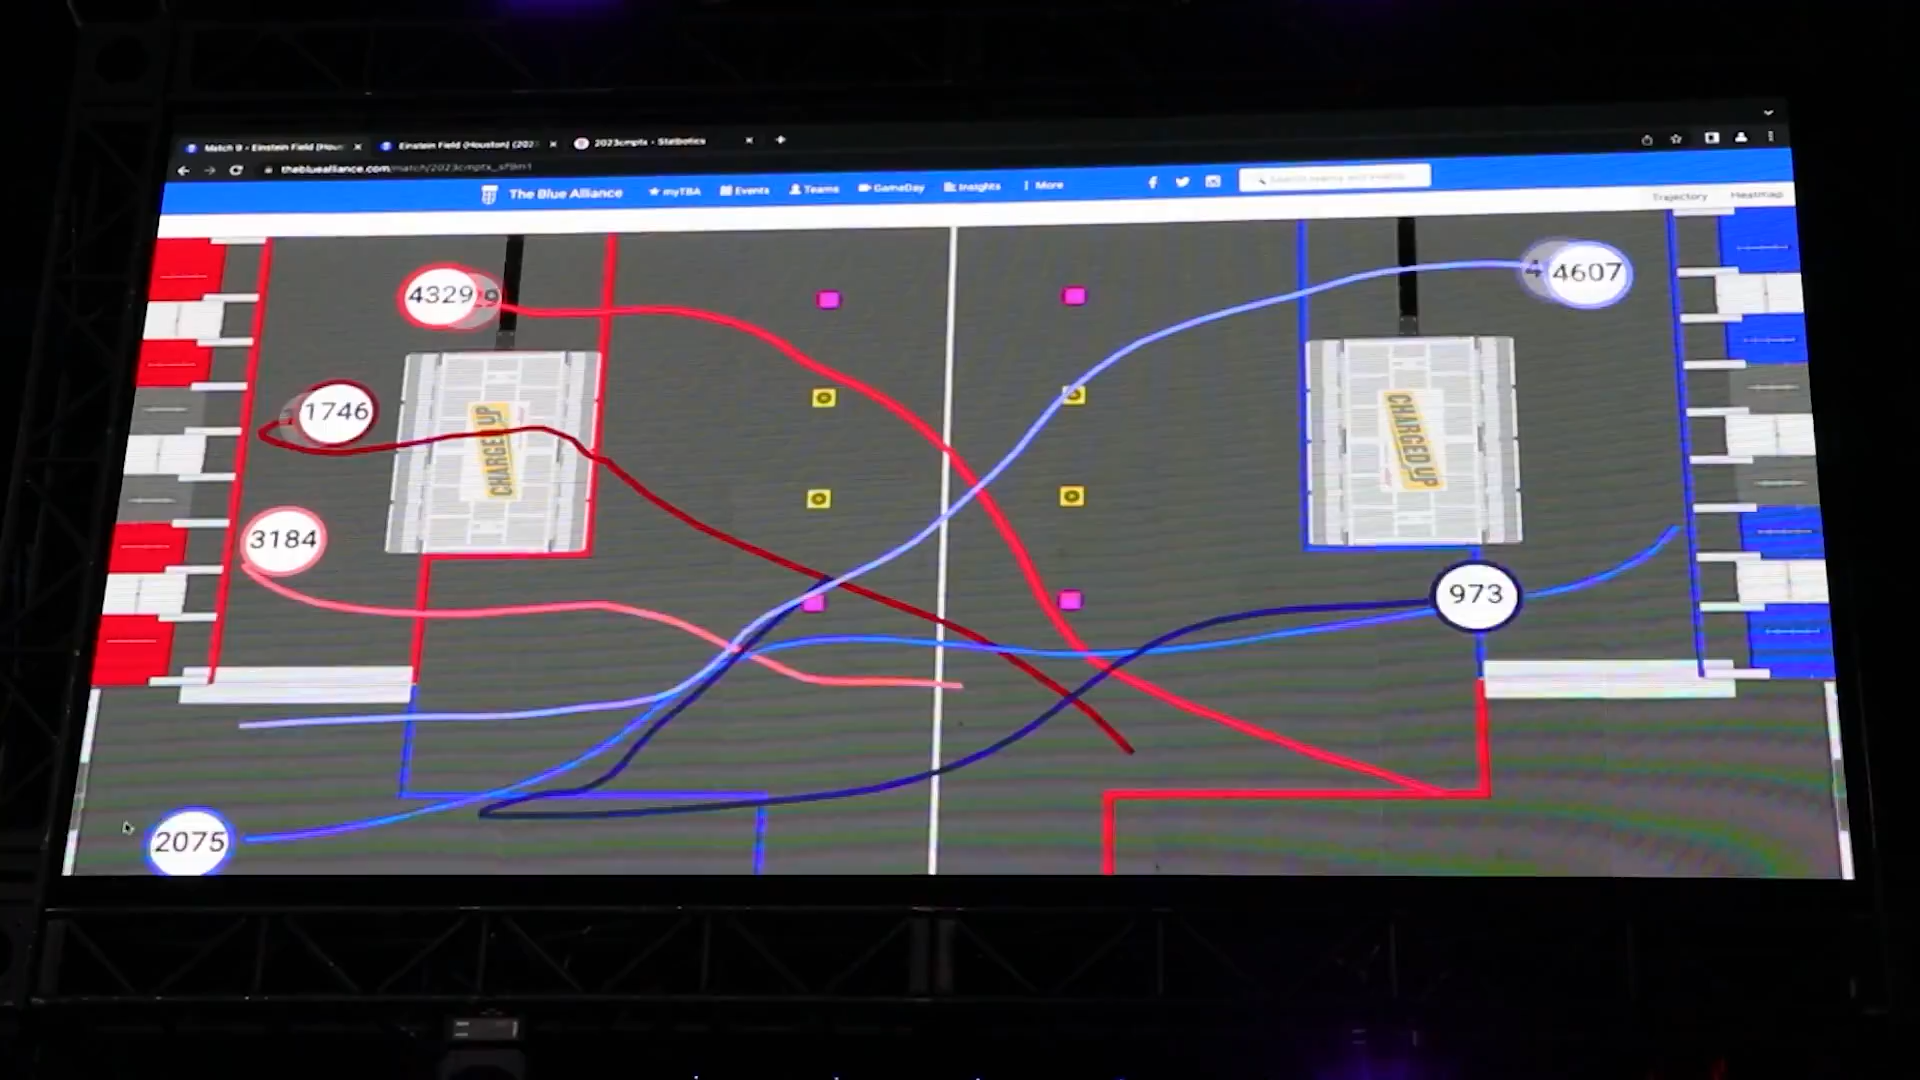 Match 9 - Einstein Field (Hous
Einstein Field (Houston) (202
2023cmptx - Statbotics
thebluealliance.com/match/2023cmptx_sf9m1
The Blue Alliance
myTBA
Events
Teams
GameDay
Insights
More
Trajectory
Heatmap
4329
4
4607
1746
CHARGED UP
CHARGED UP
3184
973
2075